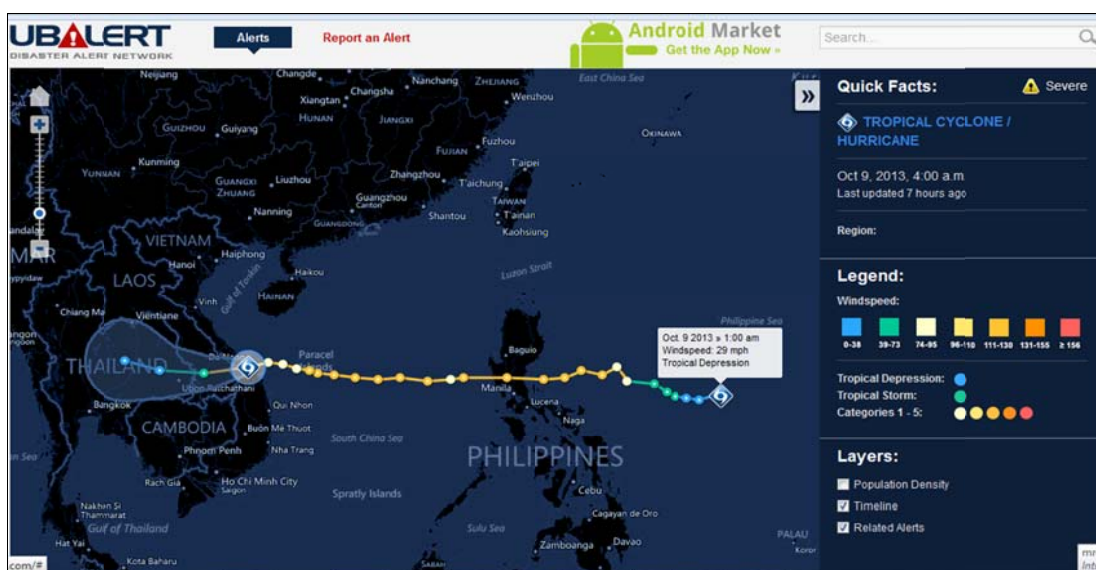 UBALERT
DISASTER ALERT NETWORK
Alerts
Report an Alert
Android Market
Get the App Now »
Search...
»
Quick Facts:
Severe
TROPICAL CYCLONE /
HURRICANE
Oct 9, 2013, 4:00 a.m
Last updated 7 hours ago
Region:
Legend:
Windspeed:
0-38
39-73
74-95
96-110
111-130
131-155
≥ 156
Tropical Depression:
Tropical Storm:
Categories 1 - 5:
Layers:
Population Density
Timeline
Related Alerts
Neijiang
Changde
Nanchang
ZHEJIANG
East China Sea
Changsha
Xiangtan
Wenzhou
HUNAN
JIANGXI
GUIZHOU
Guiyang
OKINAWA
Fuzhou
FUJIAN
Kunming
T'aipei
YUNNAN
GUANGXI
ZHUANG
Liuzhou
Zhangzhou
T'aichung
Guangzhou
Canton
TAIWAN
Nanning
GUANGDONG
Shantou
T'ainan
Kaohsiung
VIETNAM
Haiphong
Hanoi
Gulf of Tonkin
LAOS
Haikou
Luzon Strait
HAINAN
Vinh
Chiang Ma
Vientiane
Philippine Sea
Oct. 9 2013 » 1:00 am
Windspeed: 29 mph
Tropical Depression
Baguio
THAILAND
Paracel
Islands
Manila
Bangkok
Lucena
Qui Nhon
Naga
CAMBODIA
Buôn Mê Thuot
South China Sea
PHILIPPINES
Phnom Penh
Nha Trang
Rach Gia
Ho Chi Minh City
Saigon
Spratly Islands
Cebu
Nakhin Si
Thammarat
Cagayan de Oro
Gulf of Thailand
Sulu Sea
PALAU
Hat Yai
Zamboanga
Davao
Koror
Kota Baharu
SABAH
com/#